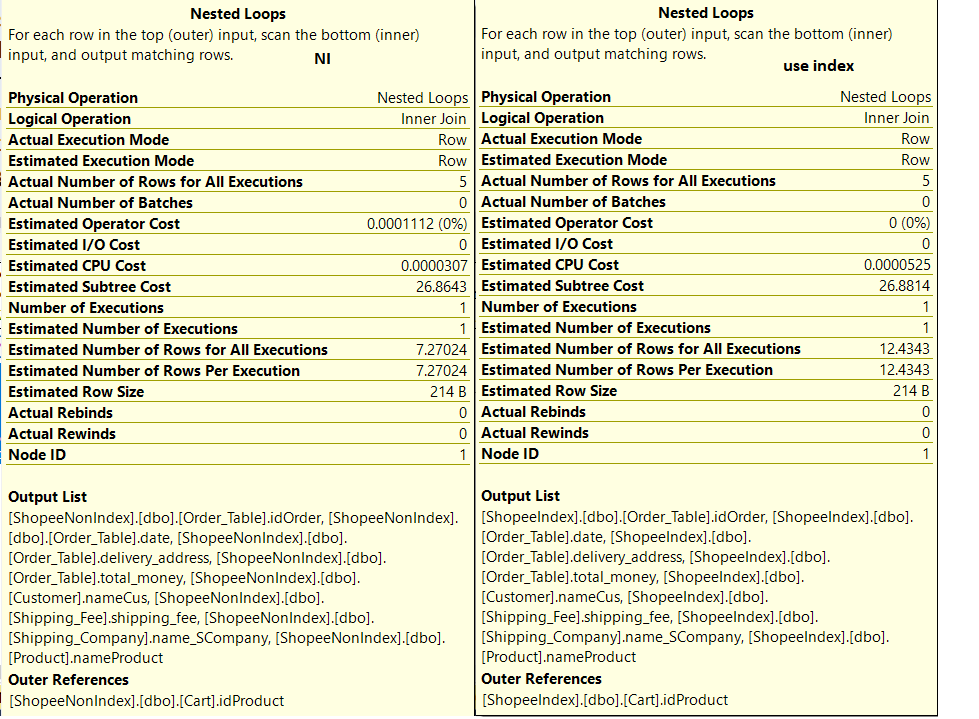 Nested Loops
For each row in the top (outer) input, scan the bottom (inner)
input, and output matching rows.
NI
Physical Operation Nested Loops
Logical Operation Inner Join
Actual Execution Mode Row
Estimated Execution Mode Row
Actual Number of Rows for All Executions 5
Actual Number of Batches 0
Estimated Operator Cost 0.0001112 (0%)
Estimated I/O Cost 0
Estimated CPU Cost 0.0000307
Estimated Subtree Cost 26.8643
Number of Executions 1
Estimated Number of Executions 1
Estimated Number of Rows for All Executions 7.27024
Estimated Number of Rows Per Execution 7.27024
Estimated Row Size 214 B
Actual Rebinds 0
Actual Rewinds 0
Node ID 1
Output List
[ShopeeNonIndex].[dbo].[Order_Table].idOrder, [ShopeeNonIndex].
[dbo].[Order_Table].date, [ShopeeNonIndex].[dbo].
[Order_Table].delivery_address, [ShopeeNonIndex].[dbo].
[Order_Table].total_money, [ShopeeNonIndex].[dbo].
[Customer].nameCus, [ShopeeNonIndex].[dbo].
[Shipping_Fee].shipping_fee, [ShopeeNonIndex].[dbo].
[Shipping_Company].name_SCompany, [ShopeeNonIndex].[dbo].
[Product].nameProduct
Outer References
[ShopeeNonIndex].[dbo].[Cart].idProduct
Nested Loops
For each row in the top (outer) input, scan the bottom (inner)
input, and output matching rows.
use index
Physical Operation Nested Loops
Logical Operation Inner Join
Actual Execution Mode Row
Estimated Execution Mode Row
Actual Number of Rows for All Executions 5
Actual Number of Batches 0
Estimated Operator Cost 0 (0%)
Estimated I/O Cost 0
Estimated CPU Cost 0.0000525
Estimated Subtree Cost 26.8814
Number of Executions 1
Estimated Number of Executions 1
Estimated Number of Rows for All Executions 12.4343
Estimated Number of Rows Per Execution 12.4343
Estimated Row Size 214 B
Actual Rebinds 0
Actual Rewinds 0
Node ID 1
Output List
[ShopeeIndex].[dbo].[Order_Table].idOrder, [ShopeeIndex].[dbo].
[Order_Table].date, [ShopeeIndex].[dbo].
[Order_Table].delivery_address, [ShopeeIndex].[dbo].
[Order_Table].total_money, [ShopeeIndex].[dbo].
[Customer].nameCus, [ShopeeIndex].[dbo].
[Shipping_Fee].shipping_fee, [ShopeeIndex].[dbo].
[Shipping_Company].name_SCompany, [ShopeeIndex].[dbo].
[Product].nameProduct
Outer References
[ShopeeIndex].[dbo].[Cart].idProduct